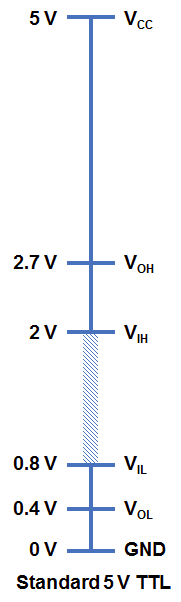 5 V VCC
2.7 V VOH
2 V VIH
0.8 V VIL
0.4 V VOL
0 V GND
Standard 5 V TTL